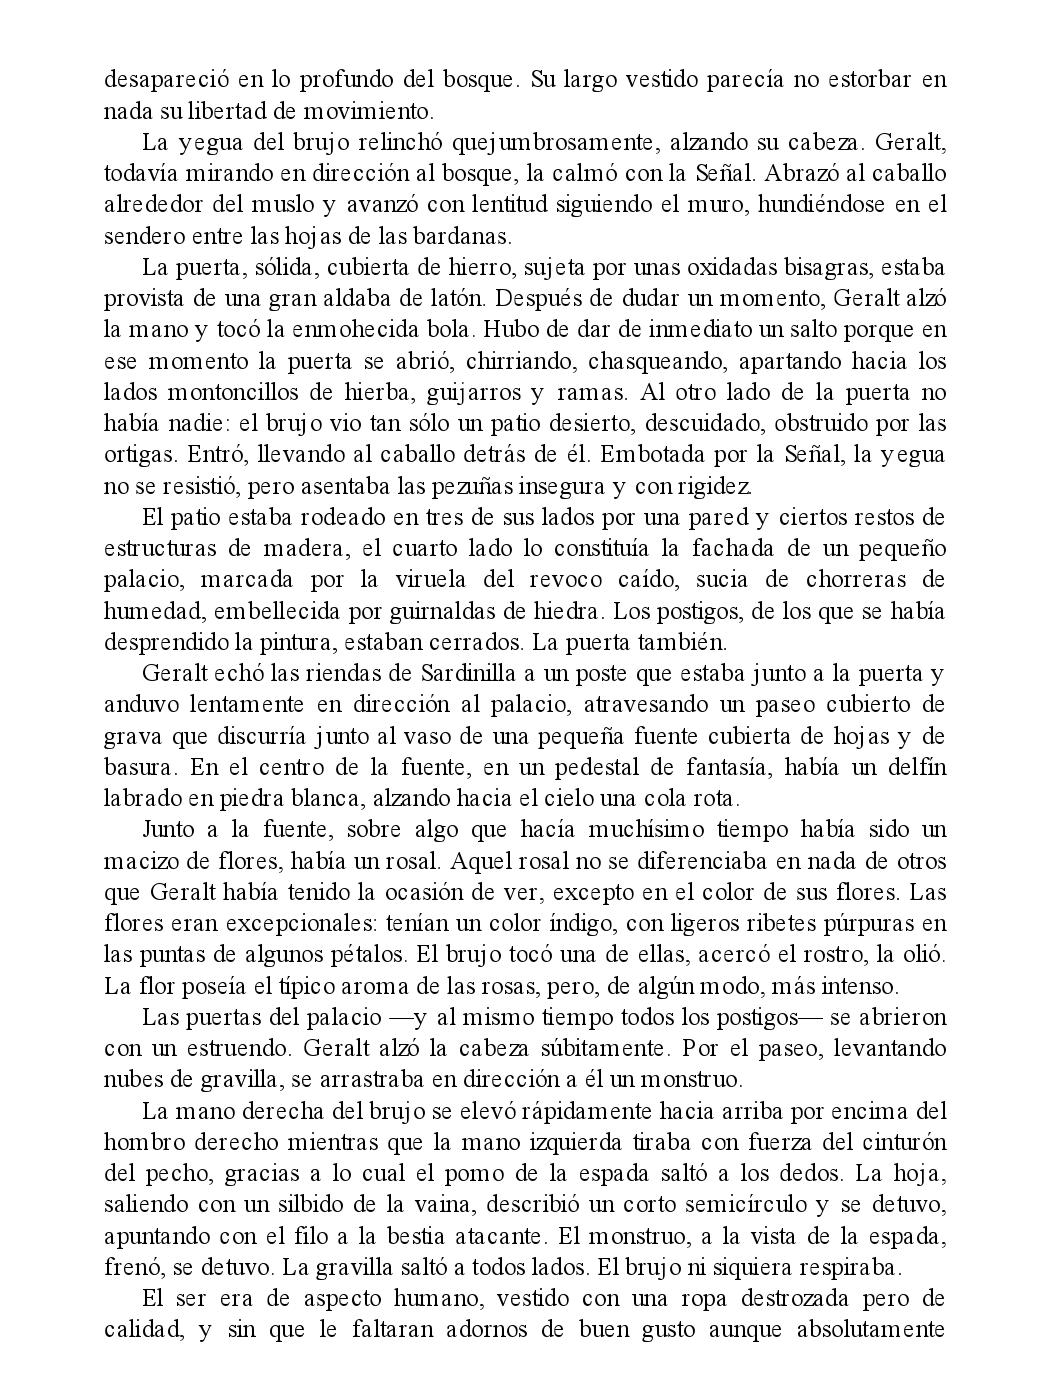 desapareció en lo profundo del bosque. Su largo vestido parecía no estorbar en
nada su libertad de movimiento.
La yegua del brujo relinchó quejumbrosamente, alzando su cabeza. Geralt,
todavía mirando en dirección al bosque, la calmó con la Señal. Abrazó al caballo
alrededor del muslo y avanzó con lentitud siguiendo el muro, hundiéndose en el
sendero entre las hojas de las bardanas.
La puerta, sólida, cubierta de hierro, sujeta por unas oxidadas bisagras, estaba
provista de una gran aldaba de latón. Después de dudar un momento, Geralt alzó
la mano y tocó la enmohecida bola. Hubo de dar de inmediato un salto porque en
ese momento la puerta se abrió, chirriando, chasqueando, apartando hacia los
lados montoncillos de hierba, guijarros y ramas. Al otro lado de la puerta no
había nadie: el brujo vio tan sólo un patio desierto, descuidado, obstruido por las
ortigas. Entró, llevando al caballo detrás de él. Embotada por la Señal, la yegua
no se resistió, pero asentaba las pezuñas insegura y con rigidez.
El patio estaba rodeado en tres de sus lados por una pared y ciertos restos de
estructuras de madera, el cuarto lado lo constituía la fachada de un pequeño
palacio, marcada por la viruela del revoco caído, sucia de chorreras de
humedad, embellecida por guirnaldas de hiedra. Los postigos, de los que se había
desprendido la pintura, estaban cerrados. La puerta también.
Geralt echó las riendas de Sardinilla a un poste que estaba junto a la puerta y
anduvo lentamente en dirección al palacio, atravesando un paseo cubierto de
grava que discurría junto al vaso de una pequeña fuente cubierta de hojas y de
basura. En el centro de la fuente, en un pedestal de fantasía, había un delfín
labrado en piedra blanca, alzando hacia el cielo una cola rota.
Junto a la fuente, sobre algo que hacía muchísimo tiempo había sido un
macizo de flores, había un rosal. Aquel rosal no se diferenciaba en nada de otros
que Geralt había tenido la ocasión de ver, excepto en el color de sus flores. Las
flores eran excepcionales: tenían un color índigo, con ligeros ribetes púrpuras en
las puntas de algunos pétalos. El brujo tocó una de ellas, acercó el rostro, la olió.
La flor poseía el típico aroma de las rosas, pero, de algún modo, más intenso.
Las puertas del palacio —y al mismo tiempo todos los postigos— se abrieron
con un estruendo. Geralt alzó la cabeza súbitamente. Por el paseo, levantando
nubes de gravilla, se arrastraba en dirección a él un monstruo.
La mano derecha del brujo se elevó rápidamente hacia arriba por encima del
hombro derecho mientras que la mano izquierda tiraba con fuerza del cinturón
del pecho, gracias a lo cual el pomo de la espada saltó a los dedos. La hoja,
saliendo con un silbido de la vaina, describió un corto semicírculo y se detuvo,
apuntando con el filo a la bestia atacante. El monstruo, a la vista de la espada,
frenó, se detuvo. La gravilla saltó a todos lados. El brujo ni siquiera respiraba.
El ser era de aspecto humano, vestido con una ropa destrozada pero de
calidad, y sin que le faltaran adornos de buen gusto aunque absolutamente